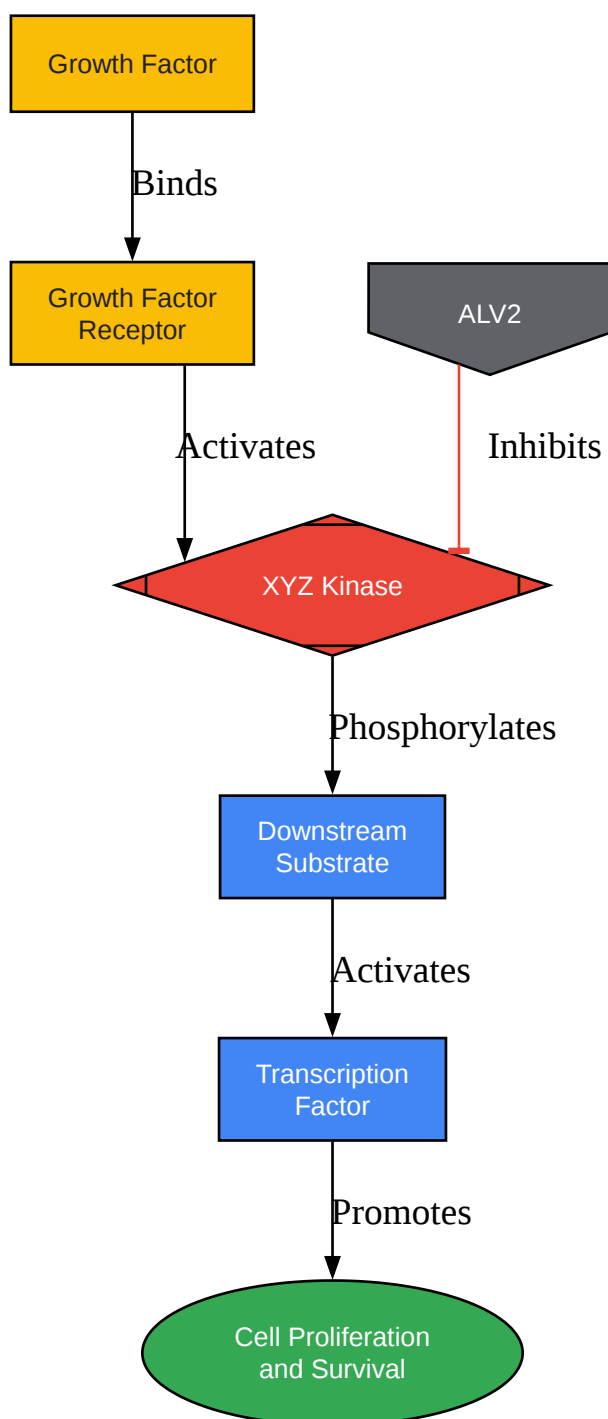 Growth Factor
Binds
Growth Factor
Receptor
ALV2
Activates
Inhibits
XYZ Kinase
Phosphorylates
Downstream
Substrate
Activates
Transcription
Factor
Promotes
Cell Proliferation
and Survival